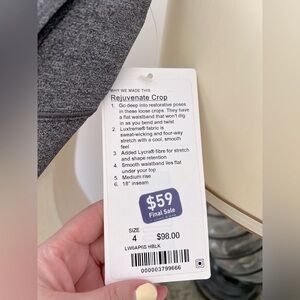 WHY WE MADE THIS
Rejuvenate Crop
1. Go deep into restorative poses
in these loose crops. They have
a flat waistband that won't dig
in as you bend and twist
2. Luxtreme® fabric is
sweat-wicking and four-way
stretch with a cool, smooth
feel
3. Added Lycra® fibre for stretch
and shape retention
4. Smooth waistband lies flat
under your top
5. Medium rise
6. 18" inseam
$59
Final Sale
SIZE
4 $98.00
LW6AP6S HBLK
000003799666